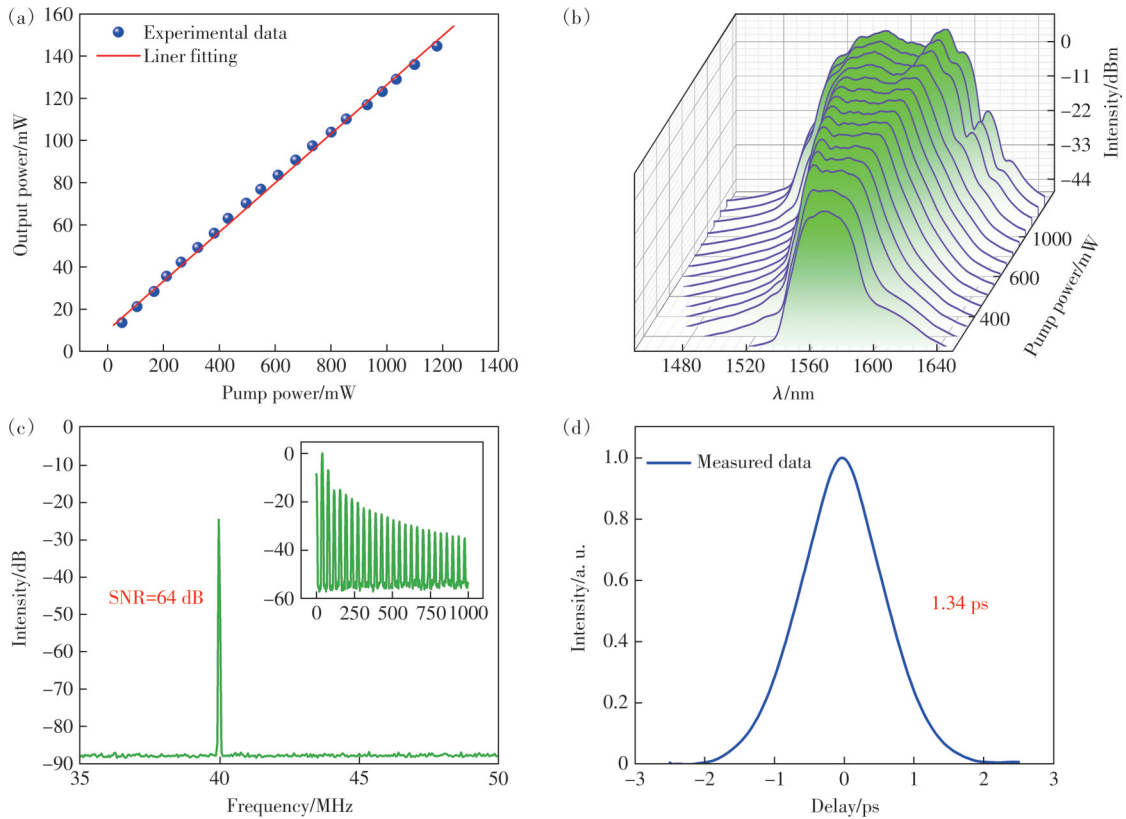 (a)
160
140
120
100
80
60
40
20
0
Output power/mW
Experimental data
Liner fitting
0 200 400 600 800 1000 1200 1400
Pump power/mW
(b)
0
−11
−22
−33
−44
Intensity/dBm
1000
600
400
Pump power/mW
1480 1520 1560 1600 1640
λ/nm
(c)
0
−10
−20
−30
−40
−50
−60
−70
−80
−90
Intensity/dB
SNR=64 dB
0
−20
−40
−60
0 250 500 750 1000
35 40 45 50
Frequency/MHz
(d)
1.0
0.8
0.6
0.4
0.2
0
Intensity/a. u.
Measured data
1.34 ps
−3 −2 −1 0 1 2 3
Delay/ps